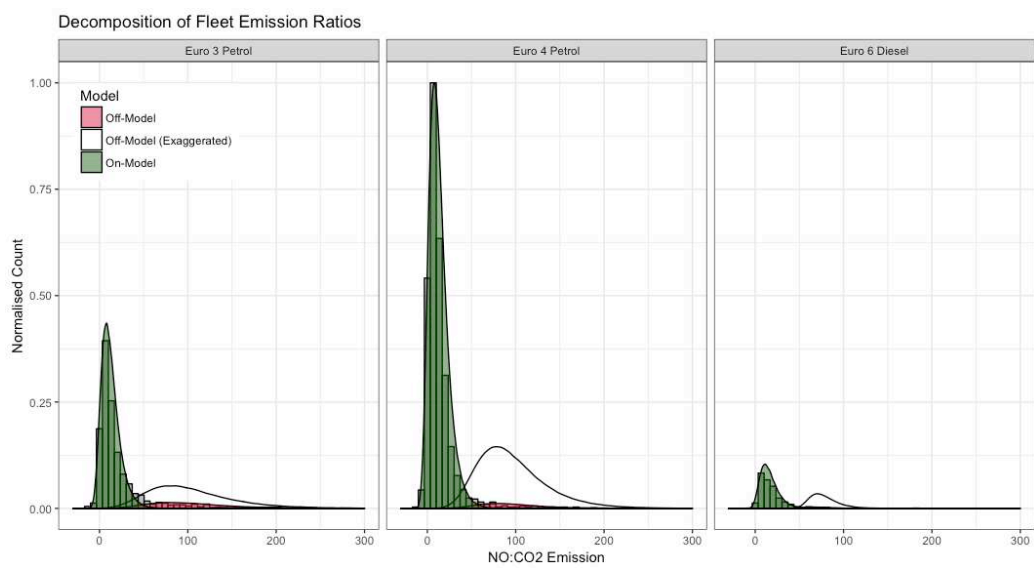 Decomposition of Fleet Emission Ratios
Euro 3 Petrol
Euro 4 Petrol
Euro 6 Diesel
Model
Off-Model
Off-Model (Exaggerated)
On-Model
Normalised Count
1.00
0.75
0.50
0.25
0.00
0 100 200 300
0 100 200 300
0 100 200 300
NO:CO2 Emission